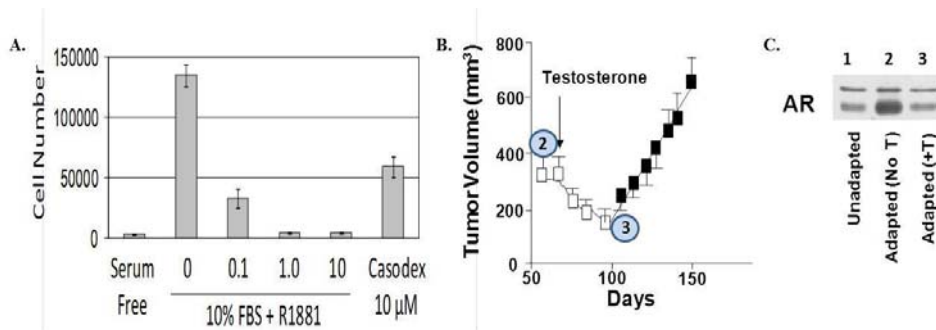 A.
Cell Number
150000
100000
50000
0
Serum Free
0
0.1
1.0
10
Casodex 10 µM
10% FBS + R1881
B.
Tumor Volume (mm³)
800
600
400
200
0
Testosterone
2
3
50
100
150
Days
C.
1 2 3
AR
Unadapted
Adapted (No T)
Adapted (+T)